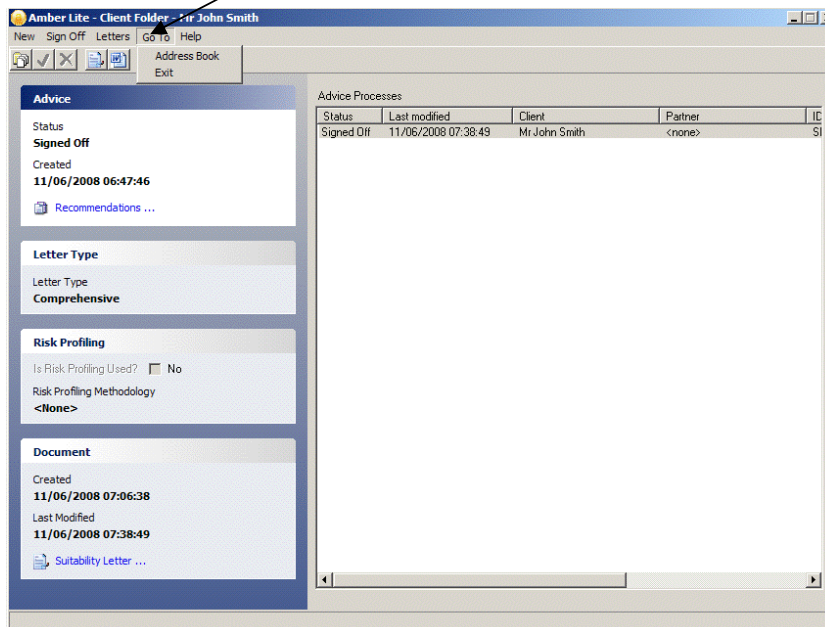 Amber Lite - Client Folder - Mr John Smith
New Sign Off Letters Go To Help
Address Book
Exit
Advice
Status
Signed Off
Created
11/06/2008 06:47:46
Recommendations ...
Letter Type
Letter Type
Comprehensive
Risk Profiling
Is Risk Profiling Used? No
Risk Profiling Methodology
<None>
Document
Created
11/06/2008 07:06:38
Last Modified
11/06/2008 07:38:49
Suitability Letter ...
Advice Processes
Status Last modified Client Partner
Signed Off 11/06/2008 07:38:49 Mr John Smith <none>